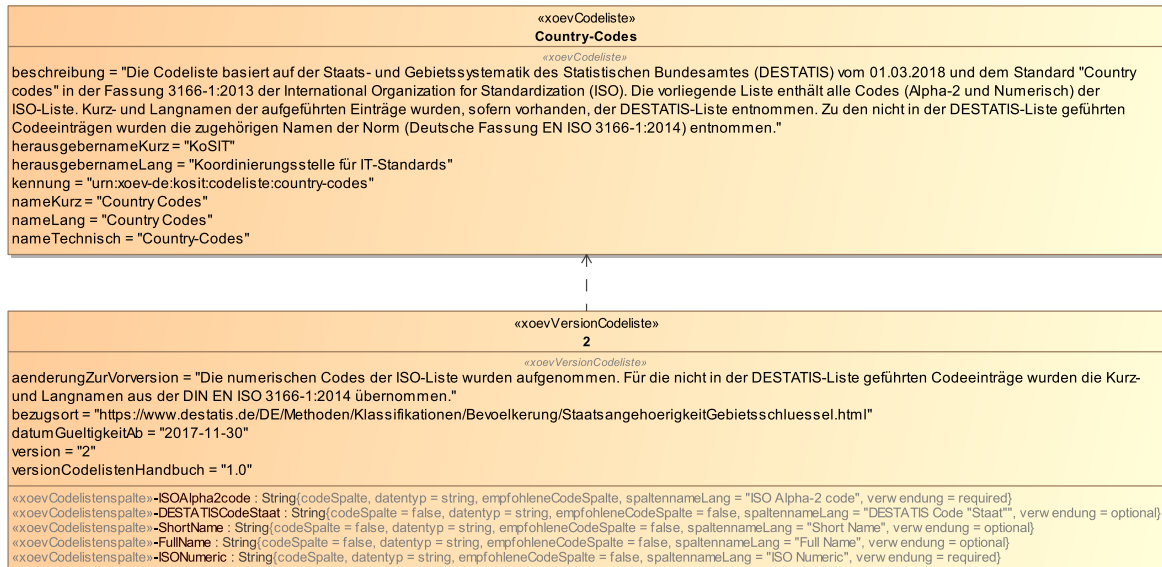 «xoevCodeliste»
Country-Codes
«xoevCodeliste»
beschreibung = "Die Codeliste basiert auf der Staats- und Gebietssystematik des Statistischen Bundesamtes (DESTATIS) vom 01.03.2018 und dem Standard "Country
codes" in der Fassung 3166-1:2013 der International Organization for Standardization (ISO). Die vorliegende Liste enthält alle Codes (Alpha-2 und Numerisch) der
ISO-Liste. Kurz- und Langnamen der aufgeführten Einträge wurden, sofern vorhanden, der DESTATIS-Liste entnommen. Zu den nicht in der DESTATIS-Liste geführten
Codeeinträgen wurden die zugehörigen Namen der Norm (Deutsche Fassung EN ISO 3166-1:2014) entnommen."
herausgebernameKurz = "KoSIT"
herausgebernameLang = "Koordinierungsstelle für IT-Standards"
kennung = "urn:xoev-de:kosit:codeliste:country-codes"
nameKurz = "Country Codes"
nameLang = "Country Codes"
nameTechnisch = "Country-Codes"
«xoevVersionCodeliste»
2
«xoevVersionCodeliste»
aenderungZurVorversion = "Die numerischen Codes der ISO-Liste wurden aufgenommen. Für die nicht in der DESTATIS-Liste geführten Codeeinträge wurden die Kurz-
und Langnamen aus der DIN EN ISO 3166-1:2014 übernommen."
bezugsort = "https://www.destatis.de/DE/Methoden/Klassifikationen/Bevoelkerung/StaatsangehoerigkeitGebietsschluessel.html"
datumGueltigkeitAb = "2017-11-30"
version = "2"
versionCodelistenHandbuch = "1.0"
«xoevCodelistenspalte»-ISOAlpha2code : String{codeSpalte, datentyp = string, empfohleneCodeSpalte, spaltennameLang = "ISO Alpha-2 code", verwendung = required}
«xoevCodelistenspalte»-DESTATISCodeStaat : String{codeSpalte = false, datentyp = string, empfohleneCodeSpalte = false, spaltennameLang = "DESTATIS Code "Staat"", verwendung = optional}
«xoevCodelistenspalte»-ShortName : String{codeSpalte = false, datentyp = string, empfohleneCodeSpalte = false, spaltennameLang = "Short Name", verwendung = optional}
«xoevCodelistenspalte»-FullName : String{codeSpalte = false, datentyp = string, empfohleneCodeSpalte = false, spaltennameLang = "Full Name", verwendung = optional}
«xoevCodelistenspalte»-ISONumeric : String{codeSpalte, datentyp = string, empfohleneCodeSpalte = false, spaltennameLang = "ISO Numeric", verwendung = required}